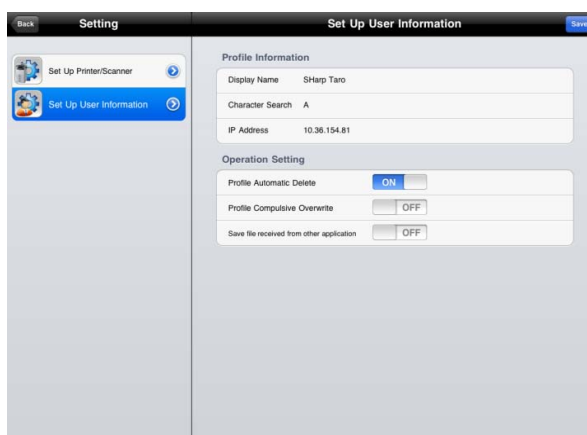 Back
Setting
Set Up User Information
Save
Set Up Printer/Scanner
Set Up User Information
Profile Information
Display Name SHarp Taro
Character Search A
IP Address 10.36.154.81
Operation Setting
Profile Automatic Delete ON
Profile Compulsive Overwrite OFF
Save file received from other application OFF